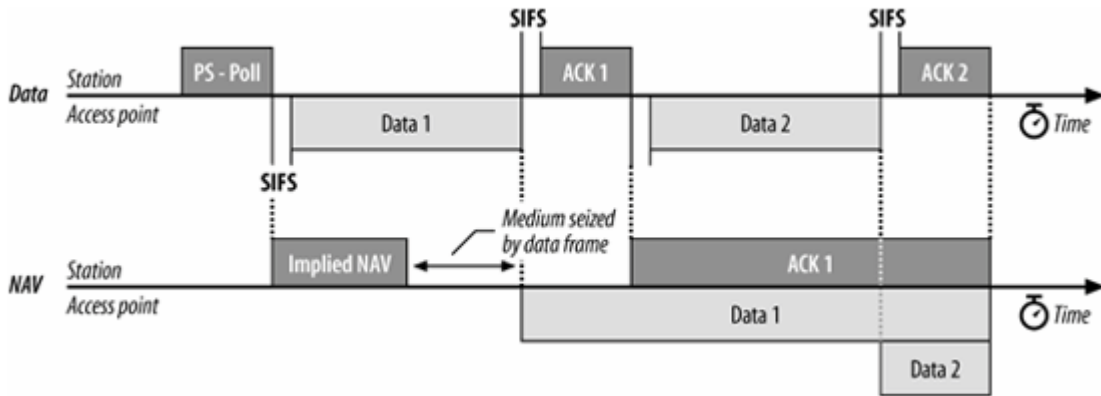 SIFS
SIFS
PS - Poll
ACK 1
ACK 2
Station
Data
Access point
Data 1
Data 2
Time
SIFS
Medium seized
by data frame
Station
Implied NAV
ACK 1
NAV
Access point
Data 1
Time
Data 2